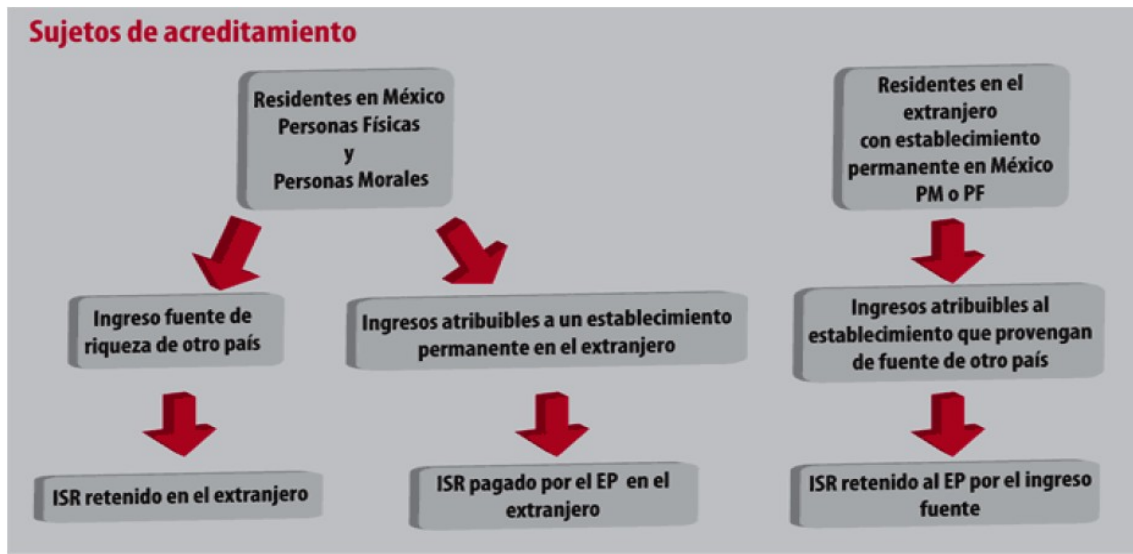 Sujetos de acreditamiento
Residentes en México
Personas Físicas
y
Personas Morales
Residentes en el
extranjero
con establecimiento
permanente en México
PM o PF
Ingreso fuente de
riqueza de otro país
Ingresos atribuibles a un establecimiento
permanente en el extranjero
Ingresos atribuibles al
establecimiento que provengan
de fuente de otro país
ISR retenido en el extranjero
ISR pagado por el EP en el
extranjero
ISR retenido al EP por el ingreso
fuente